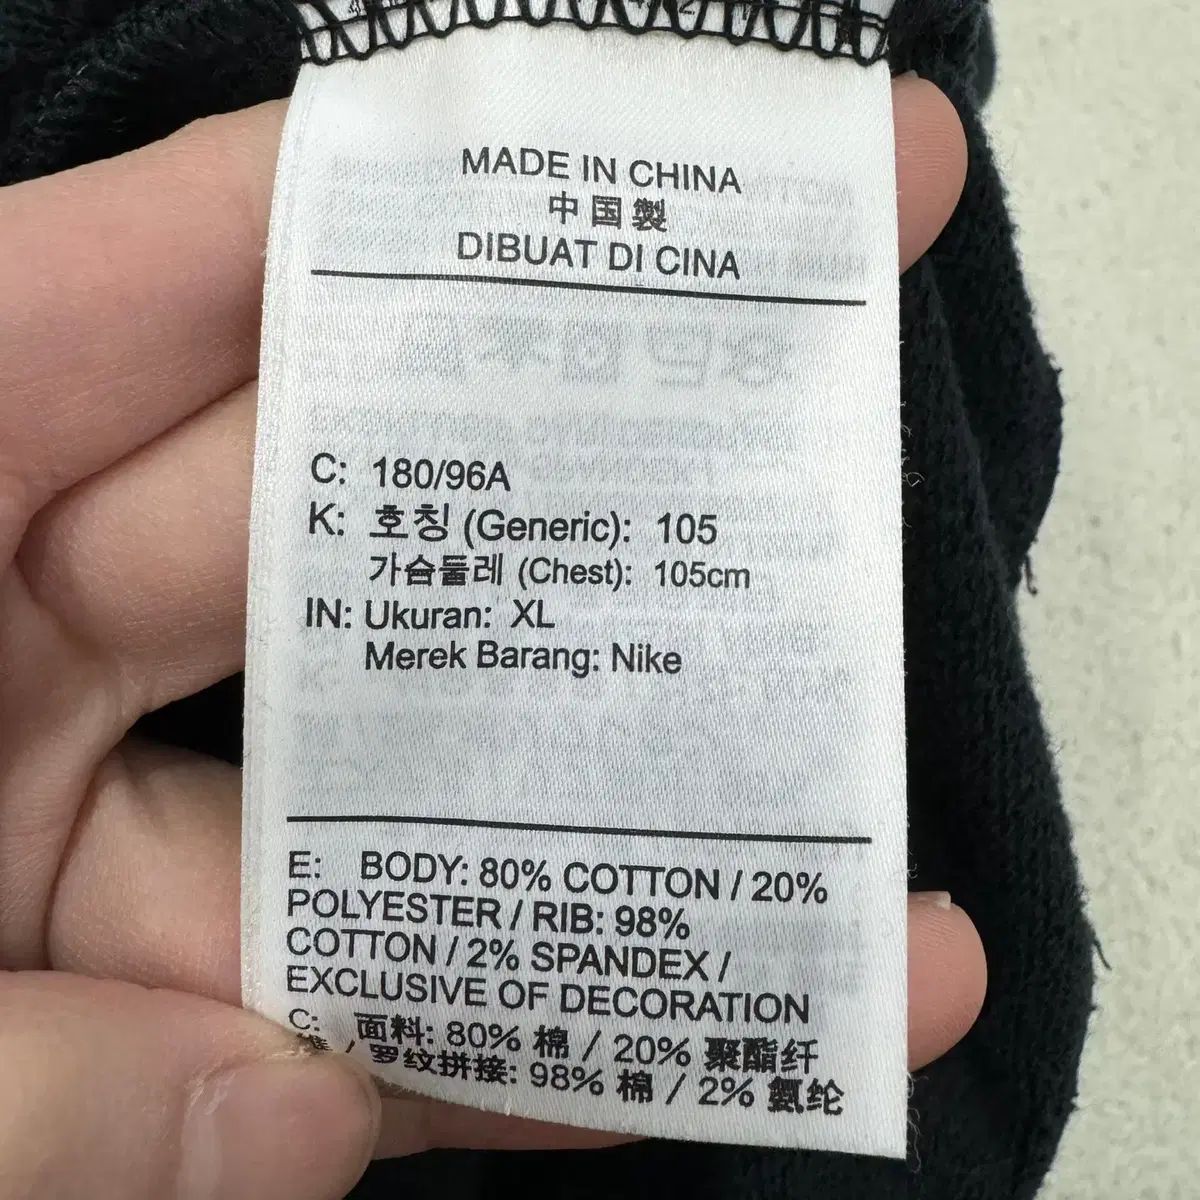 MADE IN CHINA
中国製
DIBUAT DI CINA
C: 180/96A
K: 호칭 (Generic): 105
가슴둘레 (Chest): 105cm
IN: Ukuran: XL
Merek Barang: Nike
E: BODY: 80% COTTON / 20%
POLYESTER / RIB: 98%
COTTON / 2% SPANDEX /
EXCLUSIVE OF DECORATION
C: 面料: 80% 棉 / 20% 聚酯纤
维 / 罗纹拼接: 98% 棉 / 2% 氨纶